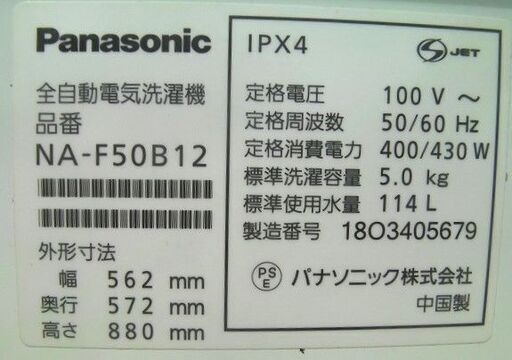 Panasonic
全自動電気洗濯機
品番
NA-F50B12
外形寸法
幅 562 mm
奥行 572 mm
高さ 880 mm
IPX4
S JET
定格電圧 100 V ～
定格周波数 50/60 Hz
定格消費電力 400/430 W
標準洗濯容量 5.0 kg
標準使用水量 114 L
製造番号 18O3405679
PS E パナソニック株式会社
中国製